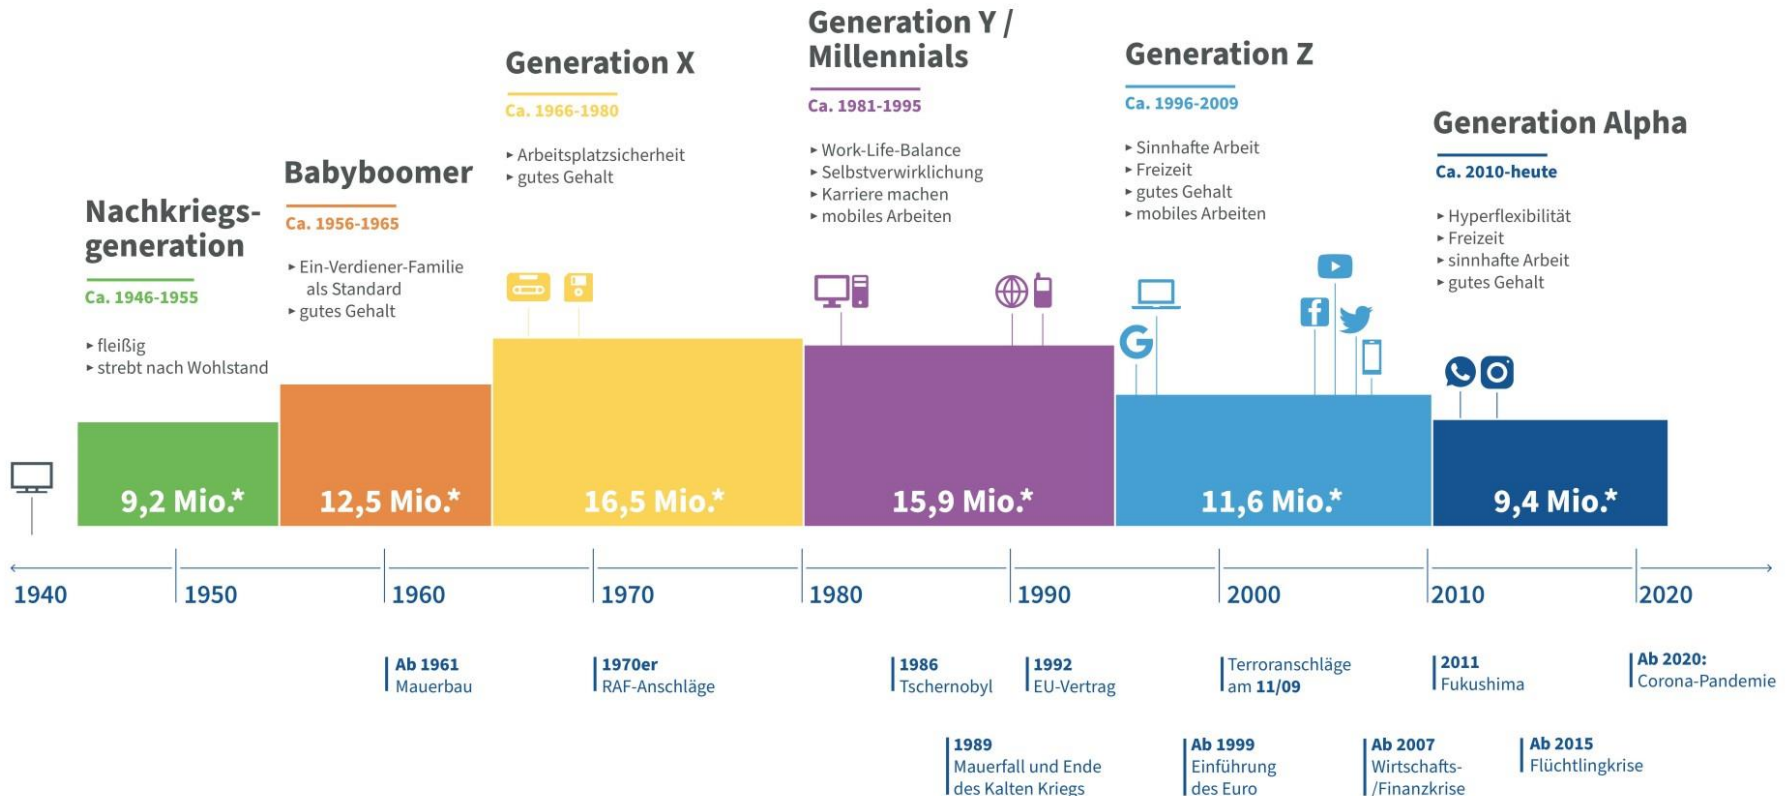 Nachkriegs-
generation
Ca. 1946-1955
▸ fleißig
▸ strebt nach Wohlstand
Babyboomer
Ca. 1956-1965
▸ Ein-Verdiener-Familie
als Standard
▸ gutes Gehalt
Generation X
Ca. 1966-1980
▸ Arbeitsplatzsicherheit
▸ gutes Gehalt
Generation Y /
Millennials
Ca. 1981-1995
▸ Work-Life-Balance
▸ Selbstverwirklichung
▸ Karriere machen
▸ mobiles Arbeiten
Generation Z
Ca. 1996-2009
▸ Sinnhafte Arbeit
▸ Freizeit
▸ gutes Gehalt
▸ mobiles Arbeiten
Generation Alpha
Ca. 2010-heute
▸ Hyperflexibilität
▸ Freizeit
▸ sinnhafte Arbeit
▸ gutes Gehalt
9,2 Mio.*
12,5 Mio.*
16,5 Mio.*
15,9 Mio.*
11,6 Mio.*
9,4 Mio.*
1940
1950
1960
1970
1980
1990
2000
2010
2020
Ab 1961
Mauerbau
1970er
RAF-Anschläge
1986
Tschernobyl
1992
EU-Vertrag
Terroranschläge
am 11/09
2011
Fukushima
Ab 2020:
Corona-Pandemie
1989
Mauerfall und Ende
des Kalten Kriegs
Ab 1999
Einführung
des Euro
Ab 2007
Wirtschafts-
/Finanzkrise
Ab 2015
Flüchtlingkrise